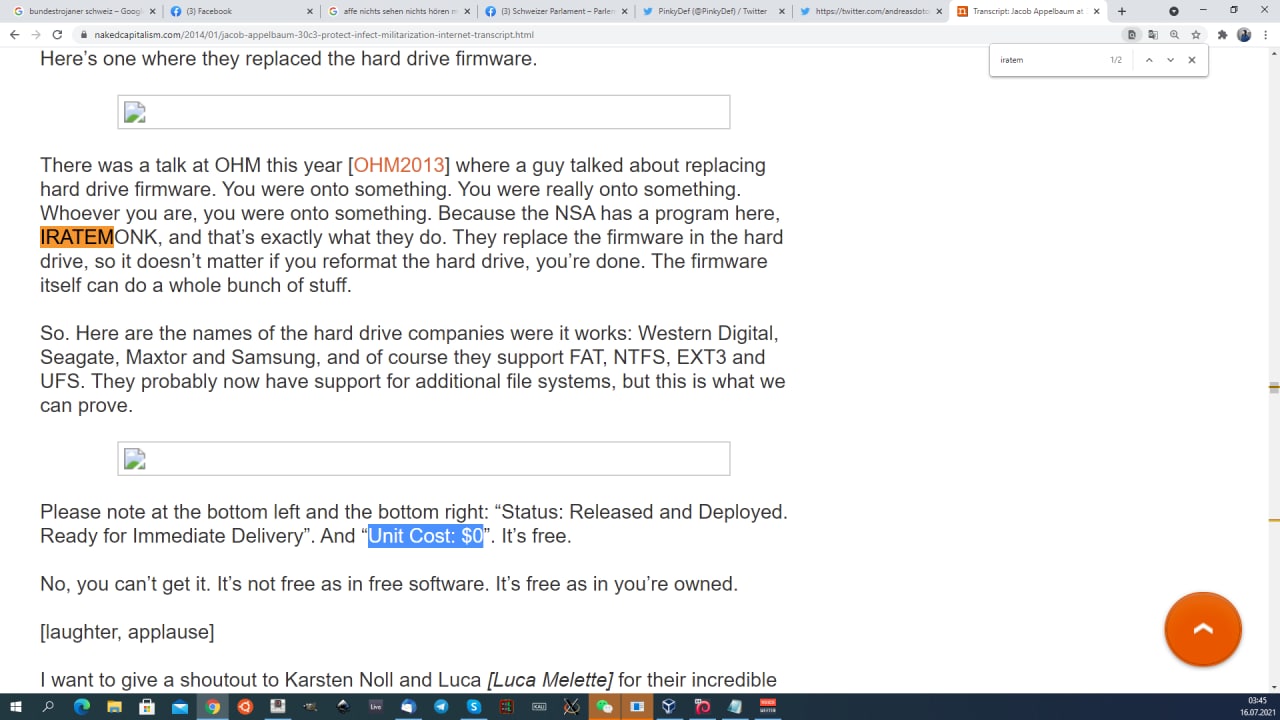 bundestrojaner schweiz – Googl
(3) Facebook
affe nichts sehen nichts hören n
(3) Schweizer Parlament – Parlen
PinkyDef (@PinkyDef) / Twitter
https://twitter.com/andreasdoto
Transcript: Jacob Appelbaum at
nakedcapitalism.com/2014/01/jacob-appelbaum-30c3-protect-infect-militarization-internet-transcript.html
iratem
1/2
Here’s one where they replaced the hard drive firmware.
There was a talk at OHM this year [OHM2013] where a guy talked about replacing
hard drive firmware. You were onto something. You were really onto something.
Whoever you are, you were onto something. Because the NSA has a program here,
IRATEMONK, and that’s exactly what they do. They replace the firmware in the hard
drive, so it doesn’t matter if you reformat the hard drive, you’re done. The firmware
itself can do a whole bunch of stuff.
So. Here are the names of the hard drive companies were it works: Western Digital,
Seagate, Maxtor and Samsung, and of course they support FAT, NTFS, EXT3 and
UFS. They probably now have support for additional file systems, but this is what we
can prove.
Please note at the bottom left and the bottom right: “Status: Released and Deployed.
Ready for Immediate Delivery”. And “Unit Cost: $0”. It’s free.
No, you can’t get it. It’s not free as in free software. It’s free as in you’re owned.
[laughter, applause]
I want to give a shoutout to Karsten Noll and Luca [Luca Melette] for their incredible
Live
KALI
03:45
16.07.2021